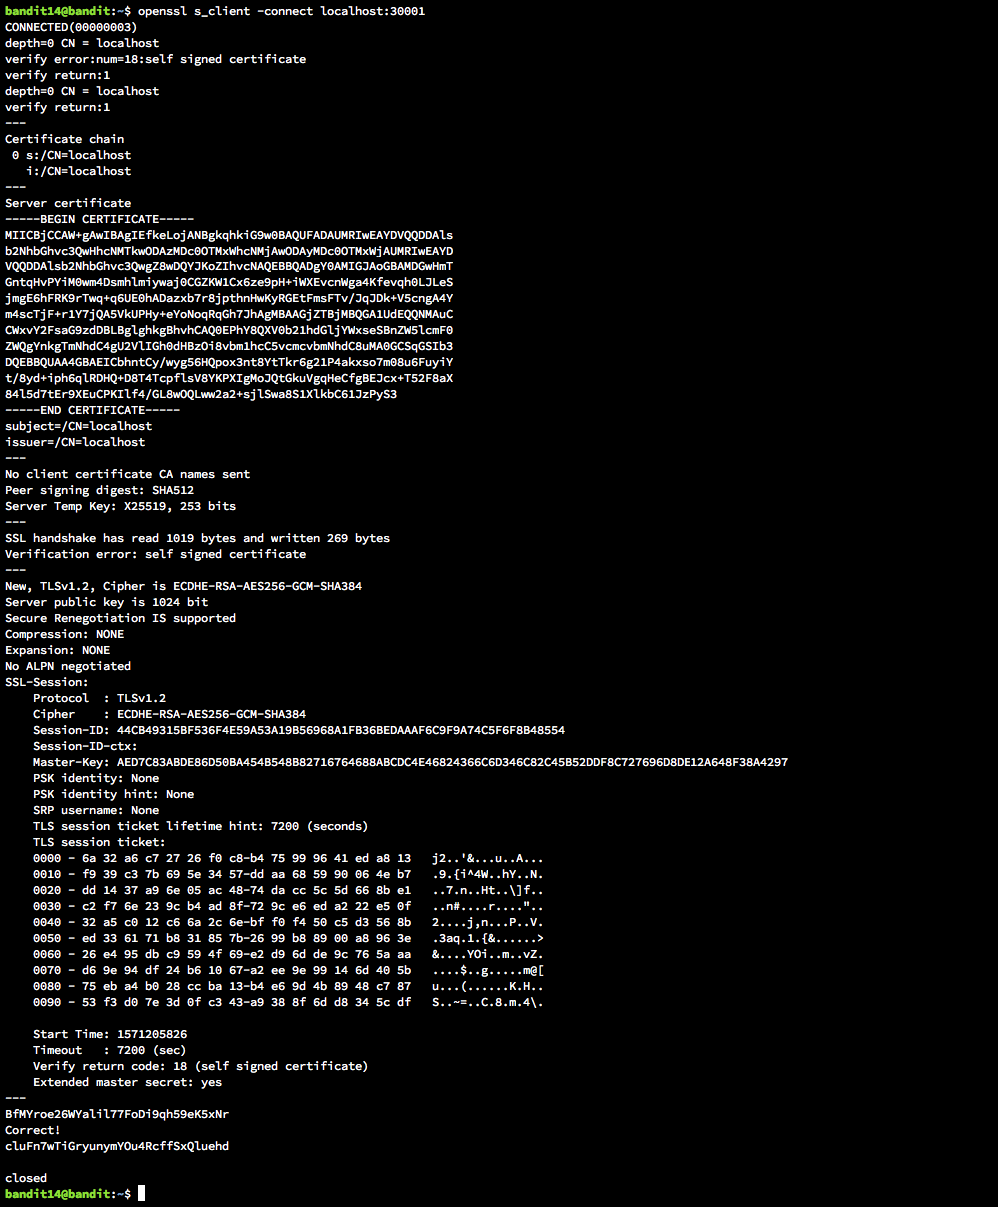 bandit14@bandit:~$ openssl s_client -connect localhost:30001
CONNECTED(00000003)
depth=0 CN = localhost
verify error:num=18:self signed certificate
verify return:1
depth=0 CN = localhost
verify return:1
---
Certificate chain
 0 s:/CN=localhost
   i:/CN=localhost
---
Server certificate
-----BEGIN CERTIFICATE-----
MIICBjCCAW+gAwIBAgIEfkeLojANBgkqhkiG9w0BAQUFADAUMRIwEAYDVQQDDAls
b2NhbGhvc3QwHhcNMTkwODAzMDc0OTMxWhcNMjAwODAyMDc0OTMxWjAUMRIwEAYD
VQQDDAlsb2NhbGhvc3QwgZ8wDQYJKoZIhvcNAQEBBQADgY0AMIGJAoGBAMDGwHmT
GntqHvPYiM0wm4Dsmhlmiywaj0CGZKW1Cx6ze9pH+iWXEvcnWga4Kfevqh0LJLeS
jmgE6hFRK9rTwq+q6UE0hADazxb7r8jpthnHwKyRGEtFmsFTv/JqJDk+V5cngA4Y
m4scTjF+r1Y7jQA5VkUPHy+eYoNoqRqGh7JhAgMBAAGjZTBjMBQGA1UdEQQNMAuC
CWxvY2FsaG9zdDBLBglghkgBhvhCAQ0EPhY8QXV0b21hdGljYWxseSBnZW5lcmF0
ZWQgYnkgTmNhdC4gU2VlIGh0dHBzOi8vbm1hcC5vcmcvbmNhdC8uMA0GCSqGSIb3
DQEBBQUAA4GBAEICbhntCy/wyg56HQpox3nt8YtTkr6g21P4akxso7m08u6FuyiY
t/8yd+iph6qlRDHQ+D8T4TcpflsV8YKPXIgMoJQtGkuVgqHeCfgBEJcx+T52F8aX
84l5d7tEr9XEuCPKIlf4/GL8wOQLww2a2+sjlSwa8S1XlkbC61JzPyS3
-----END CERTIFICATE-----
subject=/CN=localhost
issuer=/CN=localhost
---
No client certificate CA names sent
Peer signing digest: SHA512
Server Temp Key: X25519, 253 bits
---
SSL handshake has read 1019 bytes and written 269 bytes
Verification error: self signed certificate
---
New, TLSv1.2, Cipher is ECDHE-RSA-AES256-GCM-SHA384
Server public key is 1024 bit
Secure Renegotiation IS supported
Compression: NONE
Expansion: NONE
No ALPN negotiated
SSL-Session:
    Protocol  : TLSv1.2
    Cipher    : ECDHE-RSA-AES256-GCM-SHA384
    Session-ID: 44CB49315BF536F4E59A53A19B56968A1FB36BEDAAAF6C9F9A74C5F6F8B48554
    Session-ID-ctx:
    Master-Key: AED7C83ABDE86D50BA454B548B82716764688ABCDC4E46824366C6D346C82C45B52DDF8C727696D8DE12A648F38A4297
    PSK identity: None
    PSK identity hint: None
    SRP username: None
    TLS session ticket lifetime hint: 7200 (seconds)
    TLS session ticket:
    0000 - 6a 32 a6 c7 27 26 f0 c8-b4 75 99 96 41 ed a8 13   j2..'&...u..A...
    0010 - f9 39 c3 7b 69 5e 34 57-dd aa 68 59 90 06 4e b7   .9.{i^4W..hY..N.
    0020 - dd 14 37 a9 6e 05 ac 48-74 da cc 5c 5d 66 8b e1   ..7.n..Ht..\]f..
    0030 - c2 f7 6e 23 9c b4 ad 8f-72 9c e6 ed a2 22 e5 0f   ..n#....r...."..
    0040 - 32 a5 c0 12 c6 6a 2c 6e-bf f0 f4 50 c5 d3 56 8b   2....j,n...P..V.
    0050 - ed 33 61 71 b8 31 85 7b-26 99 b8 89 00 a8 96 3e   .3aq.1.{&......>
    0060 - 26 e4 95 db c9 59 4f 69-e2 d9 6d de 9c 76 5a aa   &....YOi..m..vZ.
    0070 - d6 9e 94 df 24 b6 10 67-a2 ee 9e 99 14 6d 40 5b   ....$..g.....m@[
    0080 - 75 eb a4 b0 28 cc ba 13-b4 e6 9d 4b 89 48 c7 87   u...(......K.H..
    0090 - 53 f3 d0 7e 3d 0f c3 43-a9 38 8f 6d d8 34 5c df   S..~=..C.8.m.4\.
    Start Time: 1571205826
    Timeout   : 7200 (sec)
    Verify return code: 18 (self signed certificate)
    Extended master secret: yes
---
BfMYroe26WYalil77FoDi9qh59eK5xNr
Correct!
cluFn7wTiGryunymYOu4RcffSxQluehd
closed
bandit14@bandit:~$